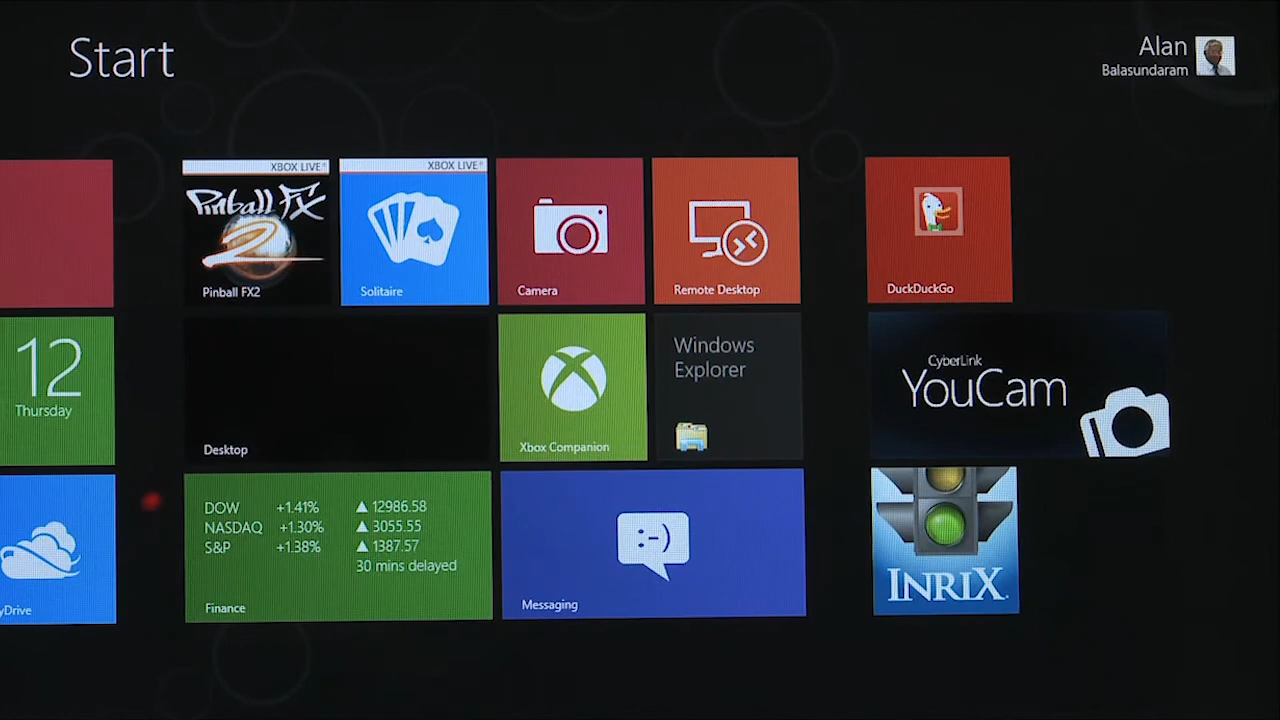 Start
Alan
Balasundaram
XBOX LIVE
Pinball FX
2
Pinball FX2
XBOX LIVE
Solitaire
Camera
Remote Desktop
DuckDuckGo
12
Thursday
Desktop
Xbox Companion
Windows
Explorer
CyberLink
YouCam
yDrive
DOW +1.41% ▲ 12986.58
NASDAQ +1.30% ▲ 3055.55
S&P +1.38% ▲ 1387.57
30 mins delayed
Finance
:-)
Messaging
INRIX